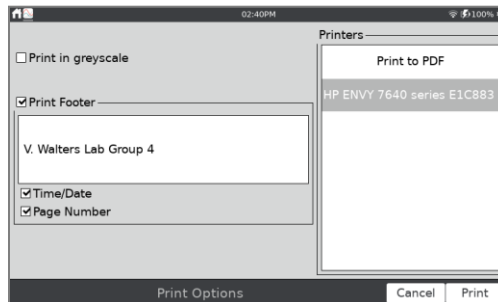 02:40PM
100%
Print in greyscale
Print Footer
V. Walters Lab Group 4
Time/Date
Page Number
Printers
Print to PDF
HP ENVY 7640 series E1C883
Print Options
Cancel
Print